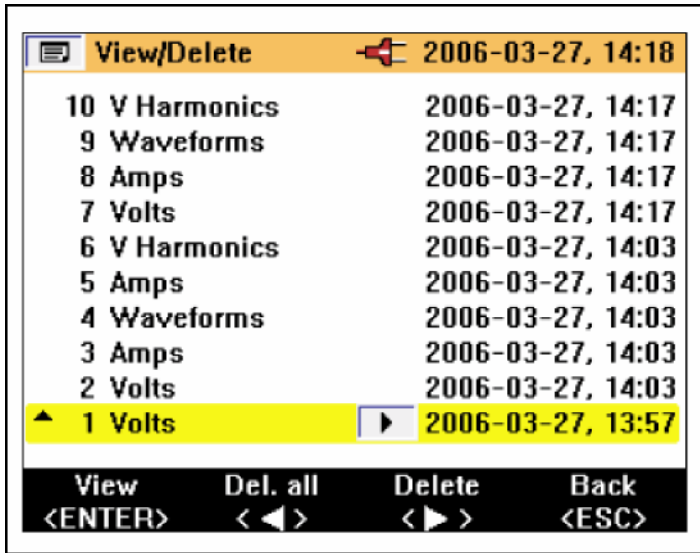 View/Delete 2006-03-27, 14:18
10 V Harmonics 2006-03-27, 14:17
9 Waveforms 2006-03-27, 14:17
8 Amps 2006-03-27, 14:17
7 Volts 2006-03-27, 14:17
6 V Harmonics 2006-03-27, 14:03
5 Amps 2006-03-27, 14:03
4 Waveforms 2006-03-27, 14:03
3 Amps 2006-03-27, 14:03
2 Volts 2006-03-27, 14:03
1 Volts 2006-03-27, 13:57
View Del. all Delete Back
<ENTER> <◀> <▶> <ESC>